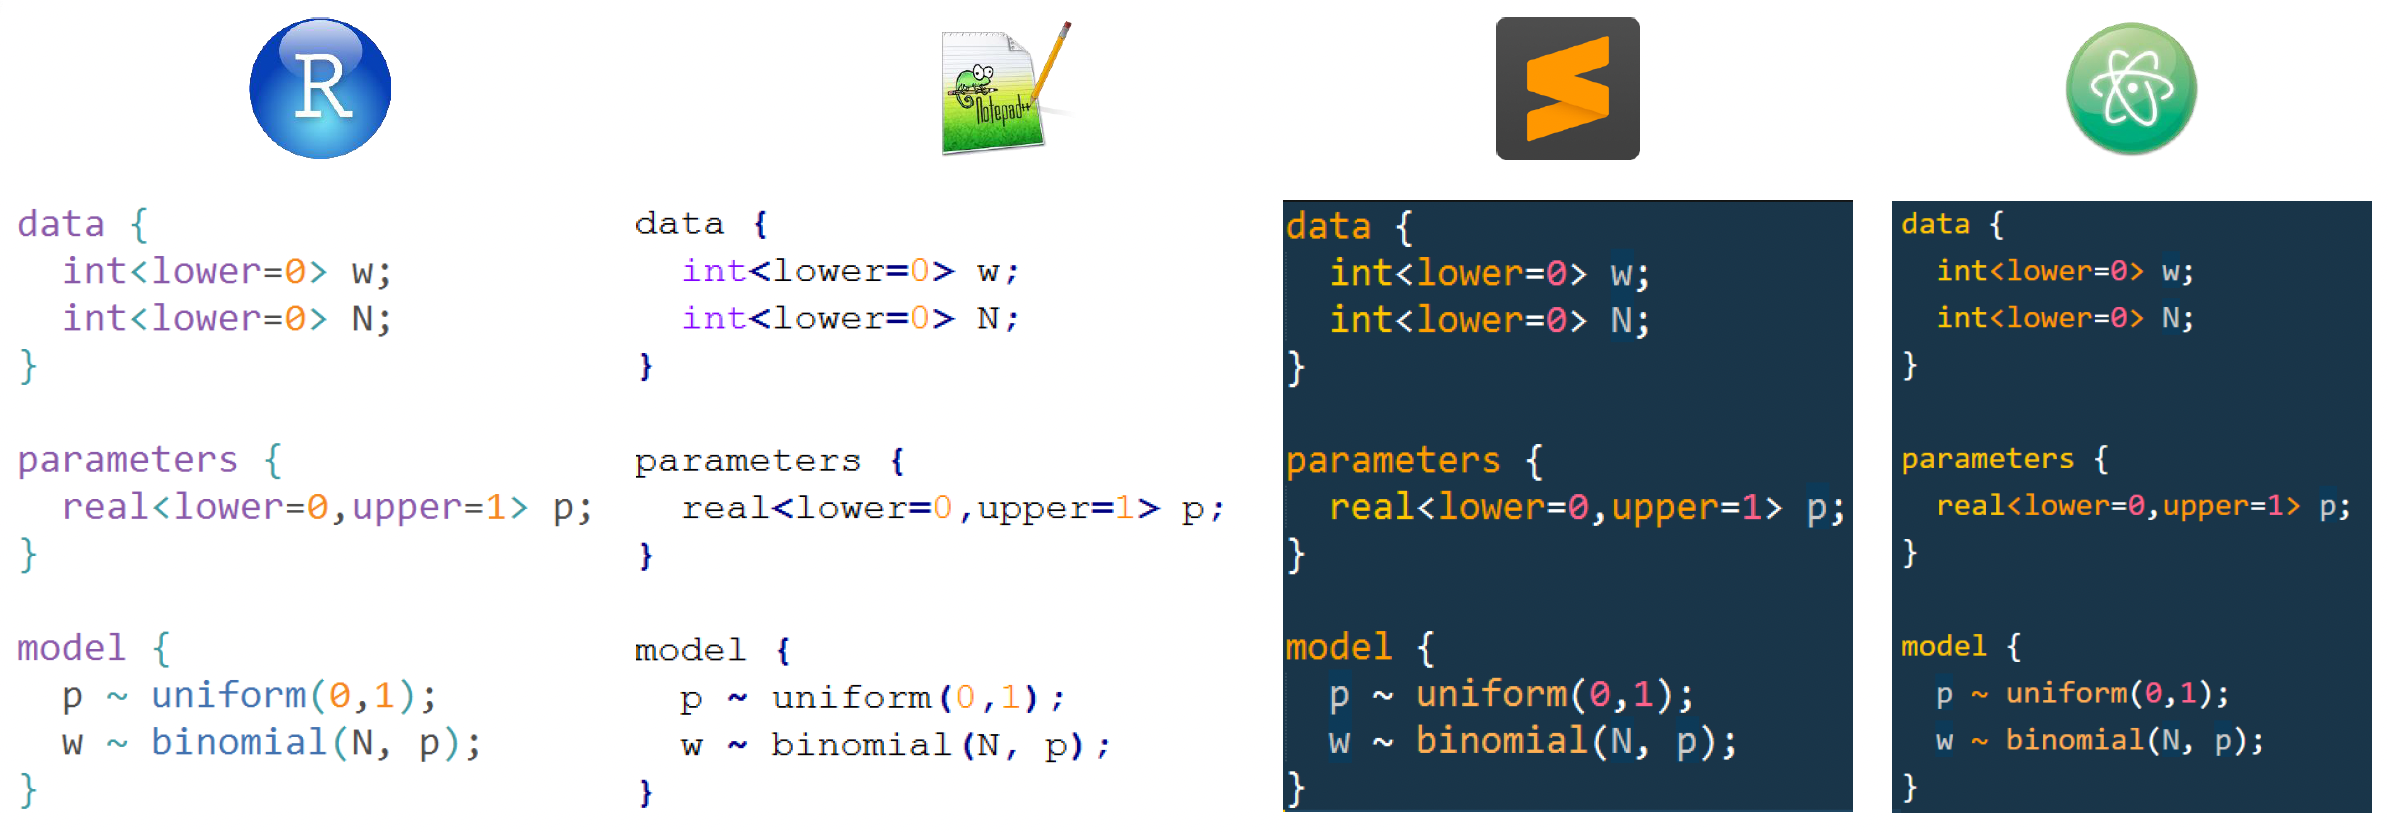 R
Notepad++
data {
  int<lower=0> w;
  int<lower=0> N;
}
parameters {
  real<lower=0,upper=1> p;
}
model {
  p ~ uniform(0,1);
  w ~ binomial(N, p);
}
data {
  int<lower=0> w;
  int<lower=0> N;
}
parameters {
  real<lower=0,upper=1> p;
}
model {
  p ~ uniform(0,1);
  w ~ binomial(N, p);
}
data {
  int<lower=0> w;
  int<lower=0> N;
}
parameters {
  real<lower=0,upper=1> p;
}
model {
  p ~ uniform(0,1);
  w ~ binomial(N, p);
}
data {
  int<lower=0> w;
  int<lower=0> N;
}
parameters {
  real<lower=0,upper=1> p;
}
model {
  p ~ uniform(0,1);
  w ~ binomial(N, p);
}